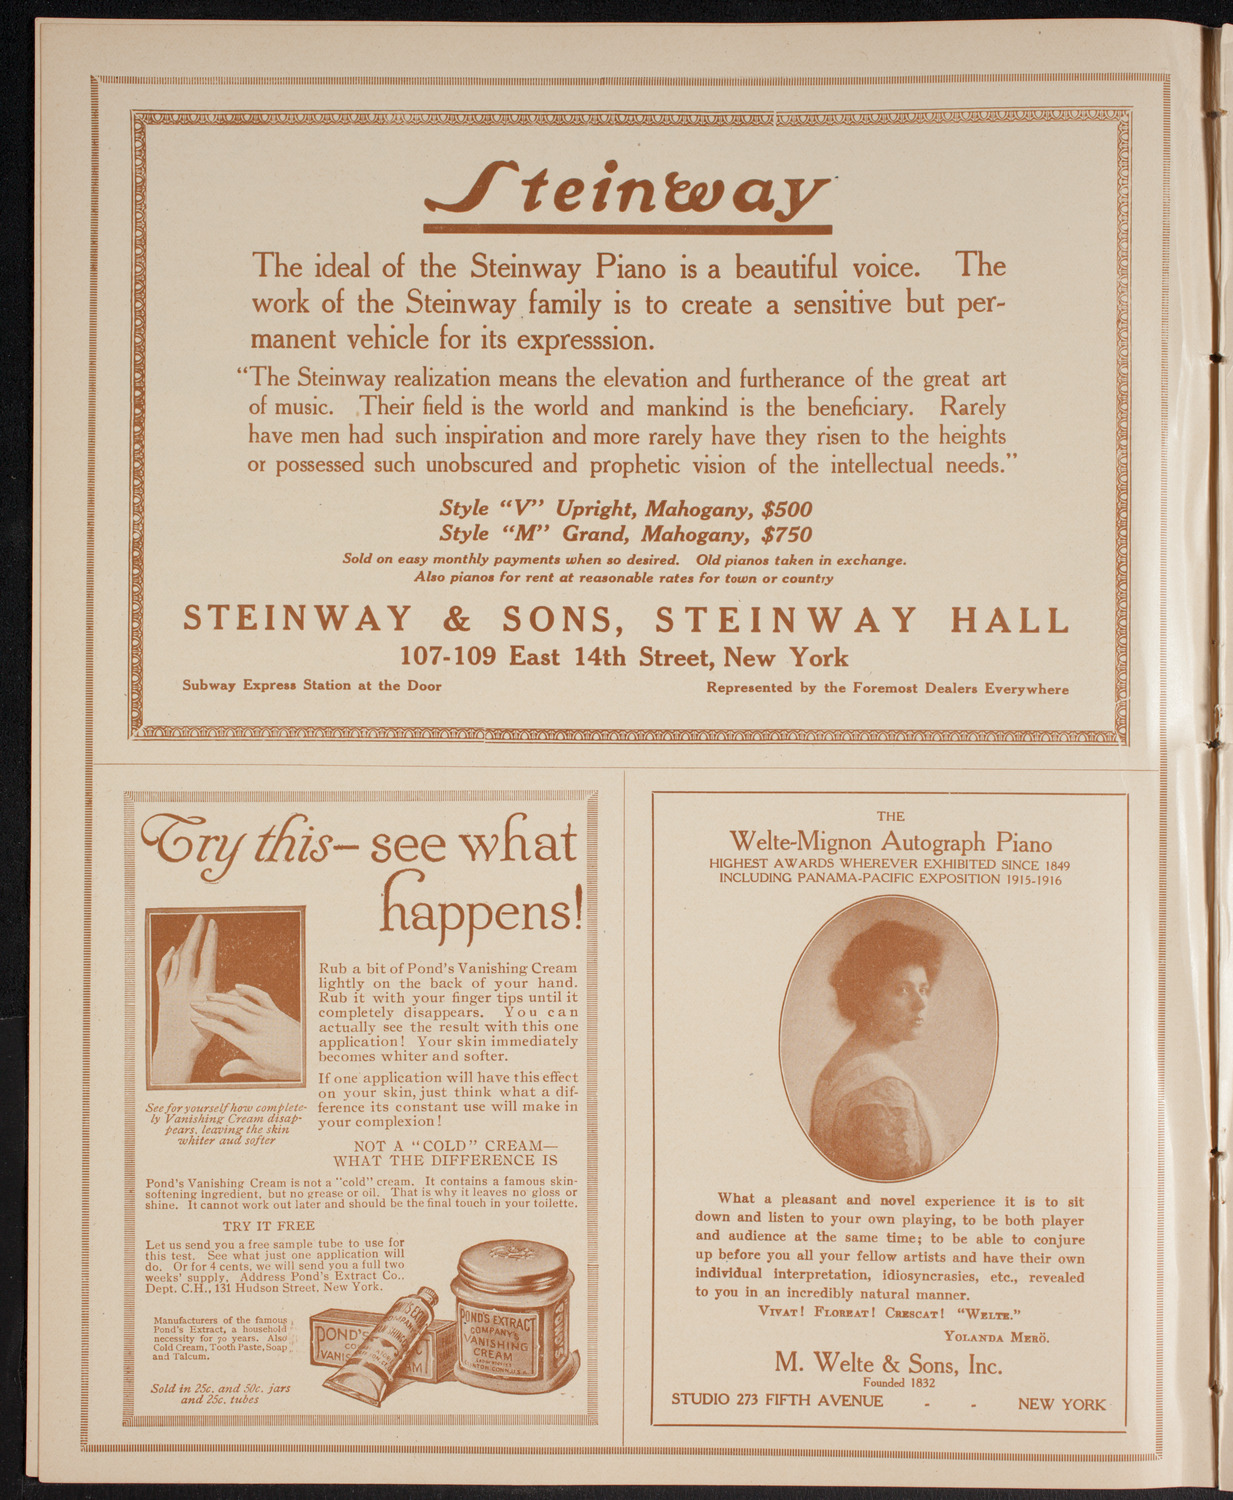 Steinway
The ideal of the Steinway Piano is a beautiful voice. The
work of the Steinway family is to create a sensitive but per-
manent vehicle for its expresssion.
“The Steinway realization means the elevation and furtherance of the great art
of music. Their field is the world and mankind is the beneficiary. Rarely
have men had such inspiration and more rarely have they risen to the heights
or possessed such unobscured and prophetic vision of the intellectual needs.”
Style “V” Upright, Mahogany, $500
Style “M” Grand, Mahogany, $750
Sold on easy monthly payments when so desired. Old pianos taken in exchange.
Also pianos for rent at reasonable rates for town or country
STEINWAY & SONS, STEINWAY HALL
107-109 East 14th Street, New York
Subway Express Station at the Door
Represented by the Foremost Dealers Everywhere
Try this—see what
happens!
Rub a bit of Pond's Vanishing Cream
lightly on the back of your hand.
Rub it with your finger tips until it
completely disappears. You can
actually see the result with this one
application! Your skin immediately
becomes whiter and softer.
If one application will have this effect
on your skin, just think what a dif-
ference its constant use will make in
your complexion!
See for yourself how complete-
ly Vanishing Cream disap-
pears, leaving the skin
whiter aud softer
NOT A “COLD” CREAM—
WHAT THE DIFFERENCE IS
Pond's Vanishing Cream is not a "cold" cream. It contains a famous skin-
softening ingredient, but no grease or oil. That is why it leaves no gloss or
shine. It cannot work out later and should be the final touch in your toilette.
TRY IT FREE
Let us send you a free sample tube to use for
this test. See what just one application will
do. Or for 4 cents, we will send you a full two
weeks' supply. Address Pond's Extract Co.,
Dept. C.H., 131 Hudson Street, New York.
Manufacturers of the famous
Pond's Extract, a household
necessity for 70 years. Also
Cold Cream, Tooth Paste, Soap
and Talcum.
Sold in 25c. and 50c. jars
and 25c. tubes
POND'S
VANIS
AM
POND'S EXTRACT
COMPANY'S
VANISHING
CREAM
THE
Welte-Mignon Autograph Piano
HIGHEST AWARDS WHEREVER EXHIBITED SINCE 1849
INCLUDING PANAMA-PACIFIC EXPOSITION 1915-1916
What a pleasant and novel experience it is to sit
down and listen to your own playing, to be both player
and audience at the same time; to be able to conjure
up before you all your fellow artists and have their own
individual interpretation, idiosyncrasies, etc., revealed
to you in an incredibly natural manner.
Vivat! Floreat! Crescat! “Welte.”
Yolanda Merö.
M. Welte & Sons, Inc.
Founded 1832
STUDIO 273 FIFTH AVENUE - - NEW YORK